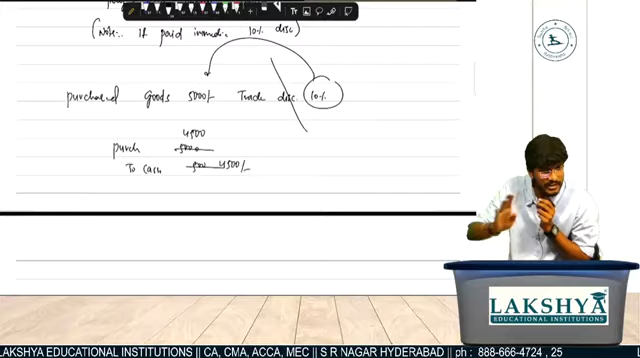 (Note:- If paid immedi 10% disc)
purchased Goods 5000/- Trade disc. 10%
4500
purch 5000
To cash 500 4500/-
LAKSHYA
EDUCATIONAL INSTITUTIONS
LAKSHYA EDUCATIONAL INSTITUTIONS || CA, CMA, ACCA, MEC || S R NAGAR HYDERABAD || ph : 888-666-4724 , 25